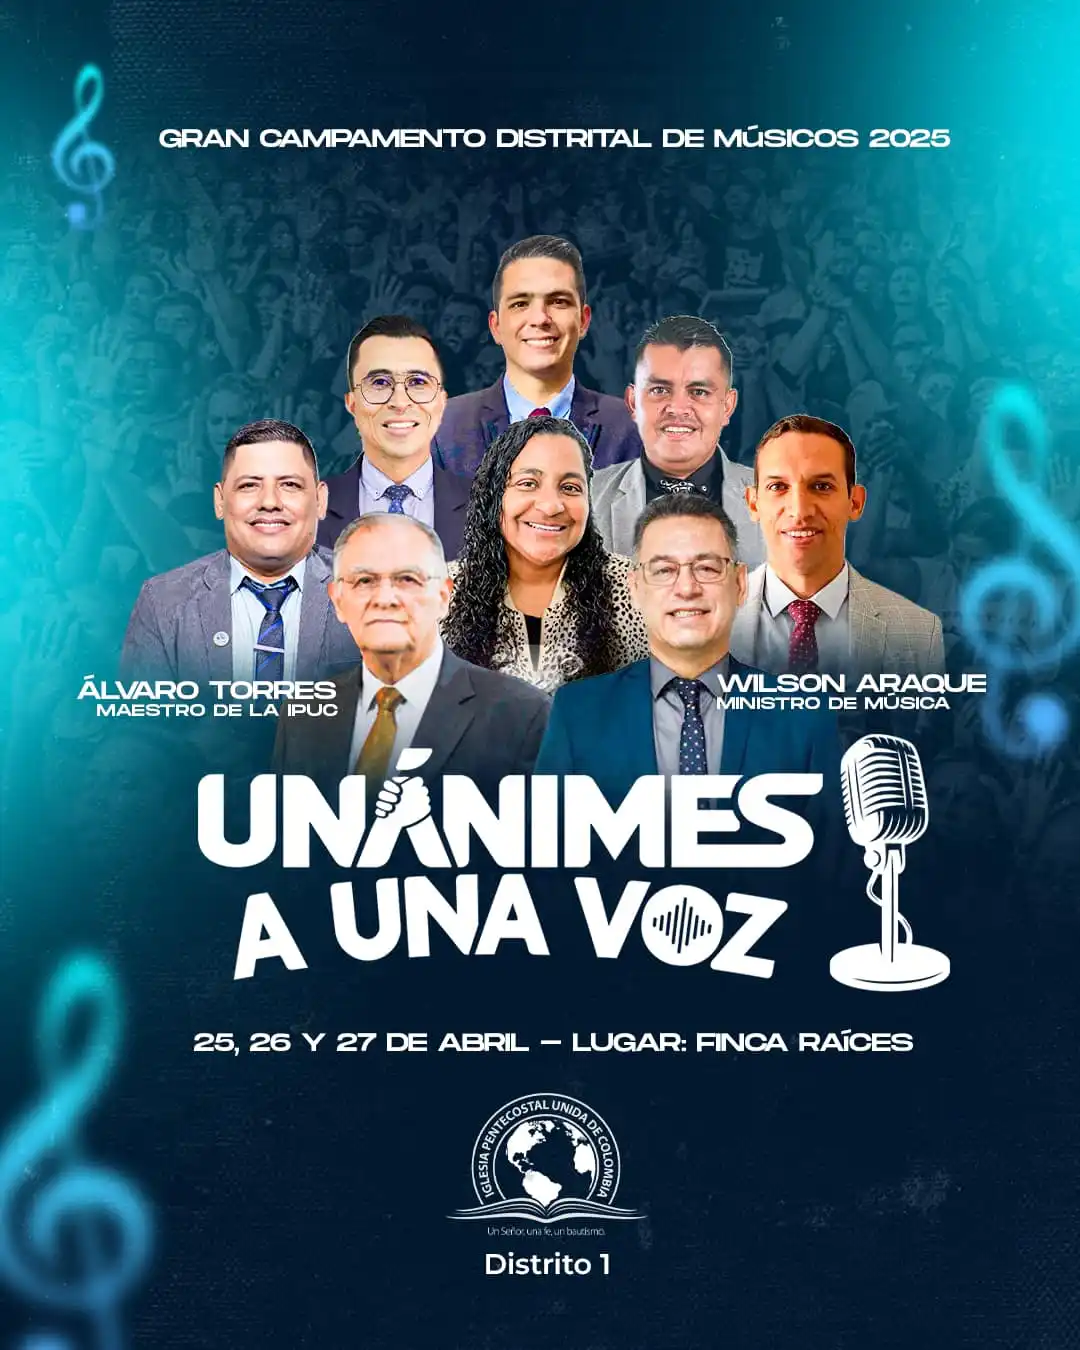 GRAN CAMPAMENTO DISTRITAL DE MÚSICOS 2025
ÁLVARO TORRES
MAESTRO DE LA IPUC
WILSON ARAQUE
MINISTRO DE MÚSICA
UNÁNIMES
A UNA VOZ
25, 26 Y 27 DE ABRIL – LUGAR: FINCA RAÍCES
IGLESIA PENTECOSTAL UNIDA DE COLOMBIA
Un Señor, una fe, un bautismo.
Distrito 1